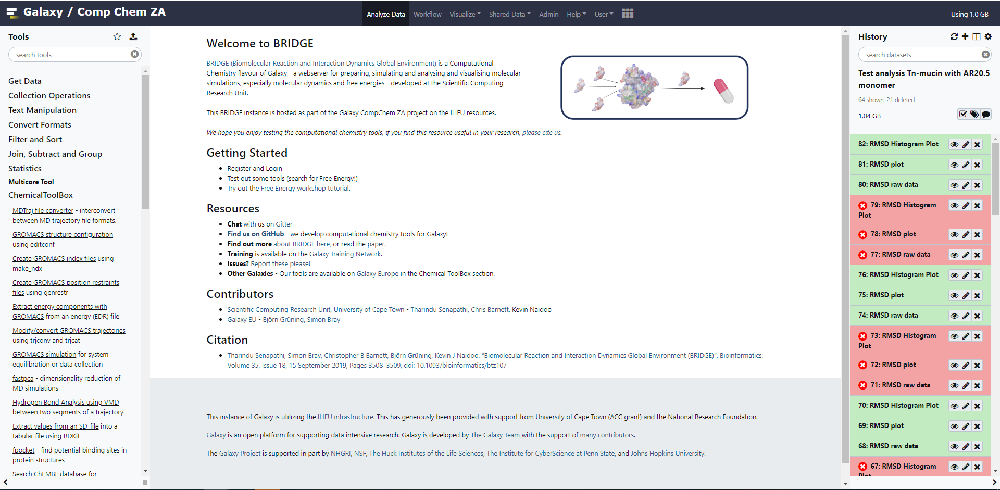 Galaxy / Comp Chem ZA
Analyze Data
Workflow
Visualize
Shared Data
Admin
Help
User
Using 1.0 GB
Tools
search tools
Get Data
Collection Operations
Text Manipulation
Convert Formats
Filter and Sort
Join, Subtract and Group
Statistics
Multicore Tool
ChemicalToolBox
MDTraj file converter - interconvert
between MD trajectory file formats.
GROMACS structure configuration
using editconf
Create GROMACS index files using
make_ndx
Create GROMACS position restraints
files using genrestr
Extract energy components with
GROMACS from an energy (EDR) file
Modify/convert GROMACS trajectories
using trjconv and trjcat
GROMACS simulation for system
equilibration or data collection
fastpca - dimensionality reduction of
MD simulations
Hydrogen Bond Analysis using VMD
between two segments of a trajectory
Extract values from an SD-file into a
tabular file using RDKit
fpocket - find potential binding sites in
protein structures
Search ChEMBL database for
Welcome to BRIDGE
BRIDGE (Biomolecular Reaction and Interaction Dynamics Global Environment) is a Computational
Chemistry flavour of Galaxy - a webserver for preparing, simulating and analysing and visualising molecular
simulations, especially molecular dynamics and free energies - developed at the Scientific Computing
Research Unit.
This BRIDGE instance is hosted as part of the Galaxy CompChem ZA project on the ILIFU resources.
We hope you enjoy testing the computational chemistry tools, if you find this resource useful in your research, please cite us.
Getting Started
• Register and Login
• Test out some tools (search for Free Energy!)
• Try out the Free Energy workshop tutorial.
Resources
• Chat with us on Gitter
• Find us on GitHub - we develop computational chemistry tools for Galaxy!
• Find out more about BRIDGE here, or read the paper.
• Training is available on the Galaxy Training Network.
• Issues? Report these please!
• Other Galaxies - Our tools are available on Galaxy Europe in the Chemical ToolBox section.
Contributors
• Scientific Computing Research Unit, University of Cape Town - Tharindu Senapathi, Chris Barnett, Kevin Naidoo
• Galaxy EU - Björn Grüning, Simon Bray
Citation
• Tharindu Senapathi, Simon Bray, Christopher B Barnett, Björn Grüning, Kevin J Naidoo. “Biomolecular Reaction and Interaction Dynamics Global Environment (BRIDGE)”, Bioinformatics,
Volume 35, Issue 18, 15 September 2019, Pages 3508–3509, doi: 10.1093/bioinformatics/btz107
This instance of Galaxy is utilizing the ILIFU infrastructure. This has generously been provided with support from University of Cape Town (ACC grant) and the National Research Foundation.
Galaxy is an open platform for supporting data intensive research. Galaxy is developed by The Galaxy Team with the support of many contributors.
The Galaxy Project is supported in part by NHGRI, NSF, The Huck Institutes of the Life Sciences, The Institute for CyberScience at Penn State, and Johns Hopkins University.
History
search datasets
Test analysis Tn-mucin with AR20.5
monomer
64 shown, 21 deleted
1.04 GB
82: RMSD Histogram Plot
81: RMSD plot
80: RMSD raw data
79: RMSD Histogram
Plot
78: RMSD plot
77: RMSD raw data
76: RMSD Histogram Plot
75: RMSD plot
74: RMSD raw data
73: RMSD Histogram
Plot
72: RMSD plot
71: RMSD raw data
70: RMSD Histogram Plot
69: RMSD plot
68: RMSD raw data
67: RMSD Histogram
Plot